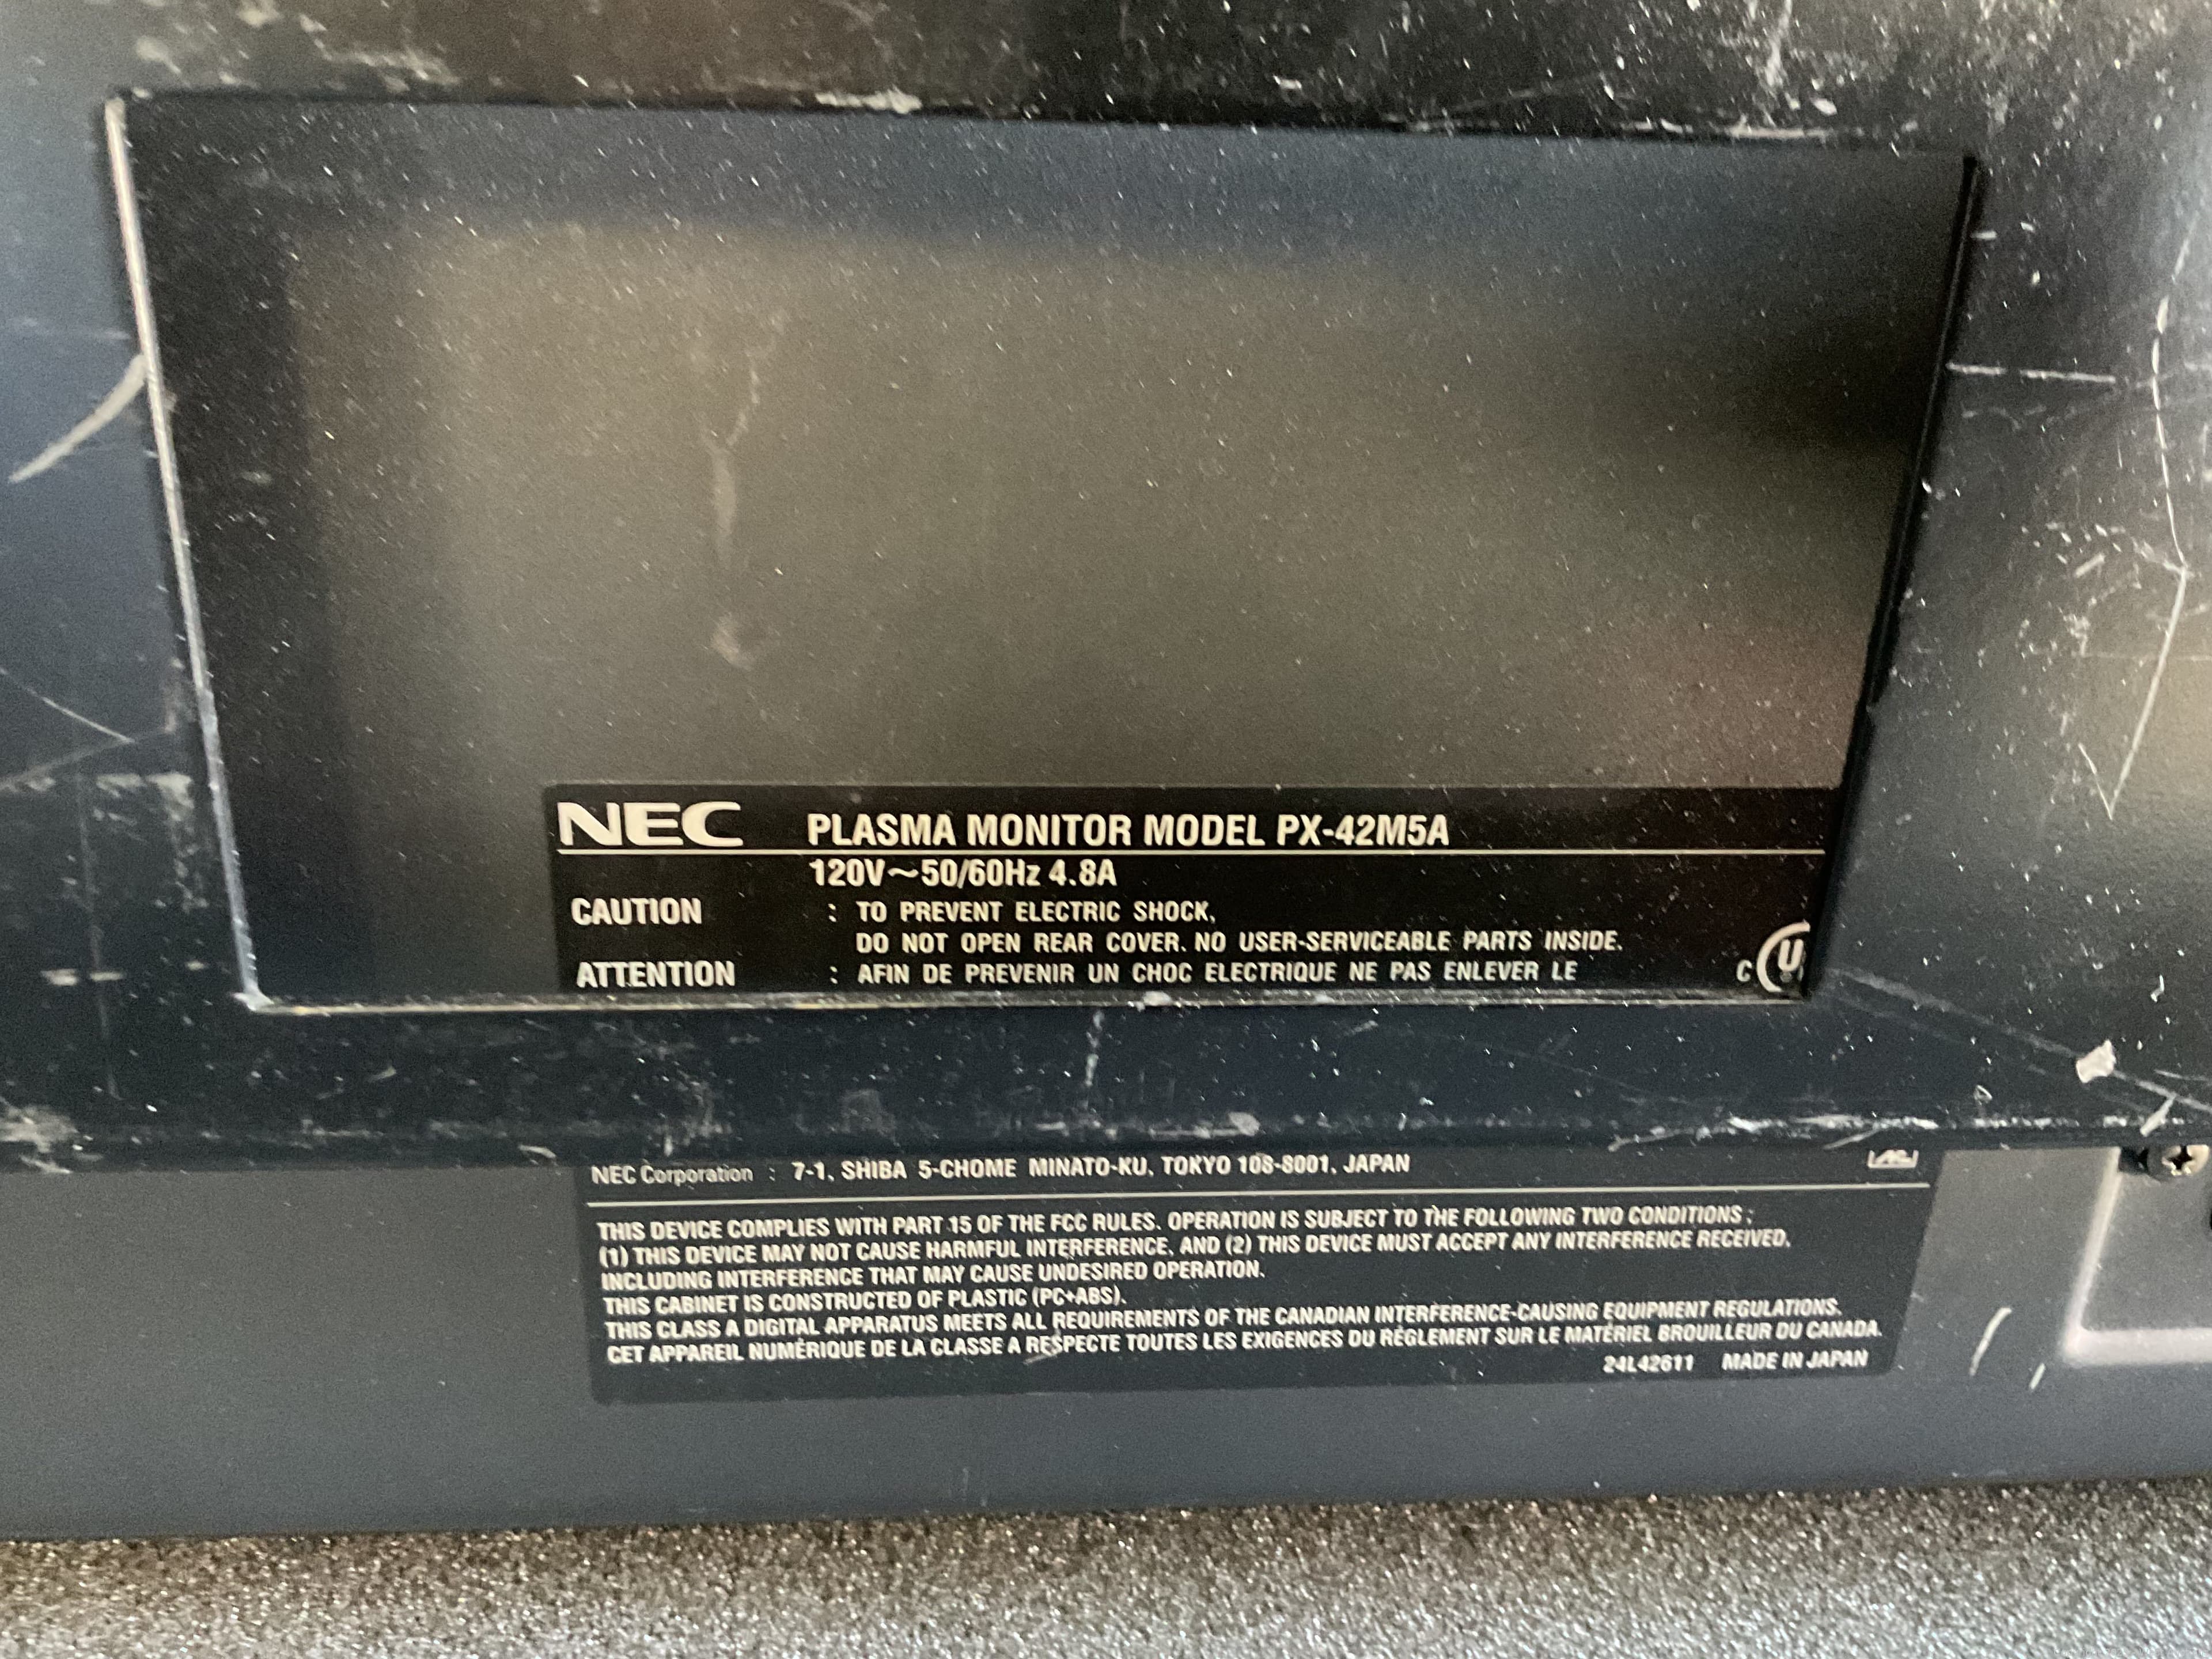 NEC PLASMA MONITOR MODEL PX-42M5A
120V~50/60Hz 4.8A
CAUTION : TO PREVENT ELECTRIC SHOCK,
DO NOT OPEN REAR COVER. NO USER-SERVICEABLE PARTS INSIDE.
ATTENTION : AFIN DE PREVENIR UN CHOC ELECTRIQUE NE PAS ENLEVER LE
C U
NEC Corporation : 7-1, SHIBA 5-CHOME MINATO-KU, TOKYO 108-8001, JAPAN
THIS DEVICE COMPLIES WITH PART 15 OF THE FCC RULES. OPERATION IS SUBJECT TO THE FOLLOWING TWO CONDITIONS ;
(1) THIS DEVICE MAY NOT CAUSE HARMFUL INTERFERENCE, AND (2) THIS DEVICE MUST ACCEPT ANY INTERFERENCE RECEIVED,
INCLUDING INTERFERENCE THAT MAY CAUSE UNDESIRED OPERATION.
THIS CABINET IS CONSTRUCTED OF PLASTIC (PC+ABS).
THIS CLASS A DIGITAL APPARATUS MEETS ALL REQUIREMENTS OF THE CANADIAN INTERFERENCE-CAUSING EQUIPMENT REGULATIONS.
CET APPAREIL NUMÉRIQUE DE LA CLASSE A RESPECTE TOUTES LES EXIGENCES DU RÉGLEMENT SUR LE MATÉRIEL BROUILLEUR DU CANADA.
24L42611 MADE IN JAPAN